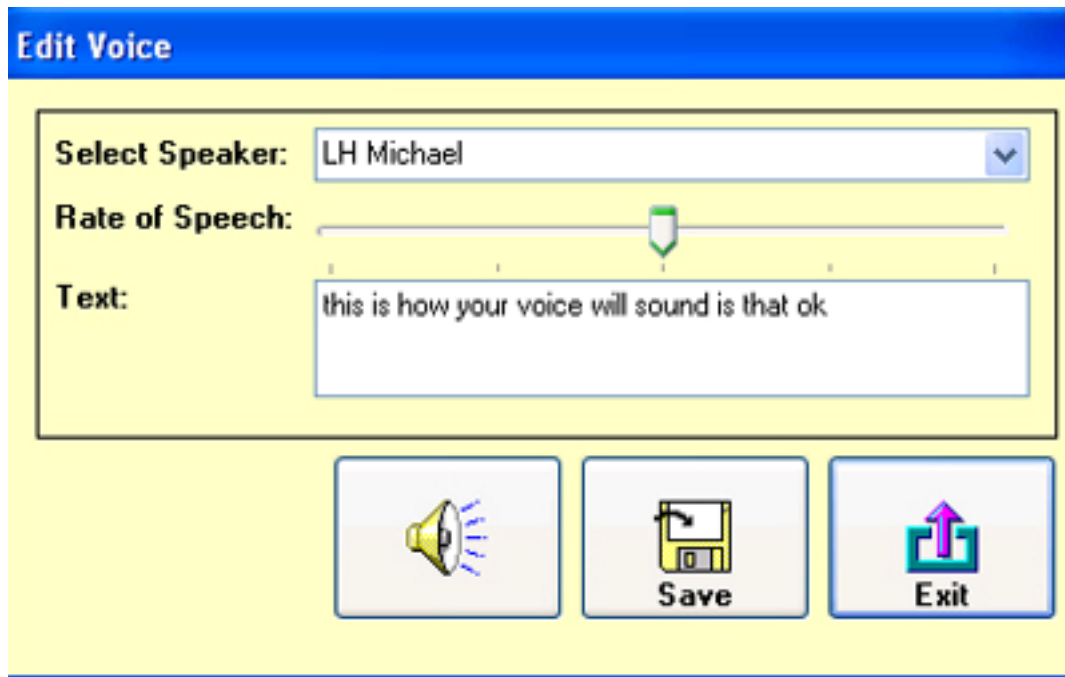 Edit Voice
Select Speaker: LH Michael
Rate of Speech:
Text: this is how your voice will sound is that ok
Save
Exit